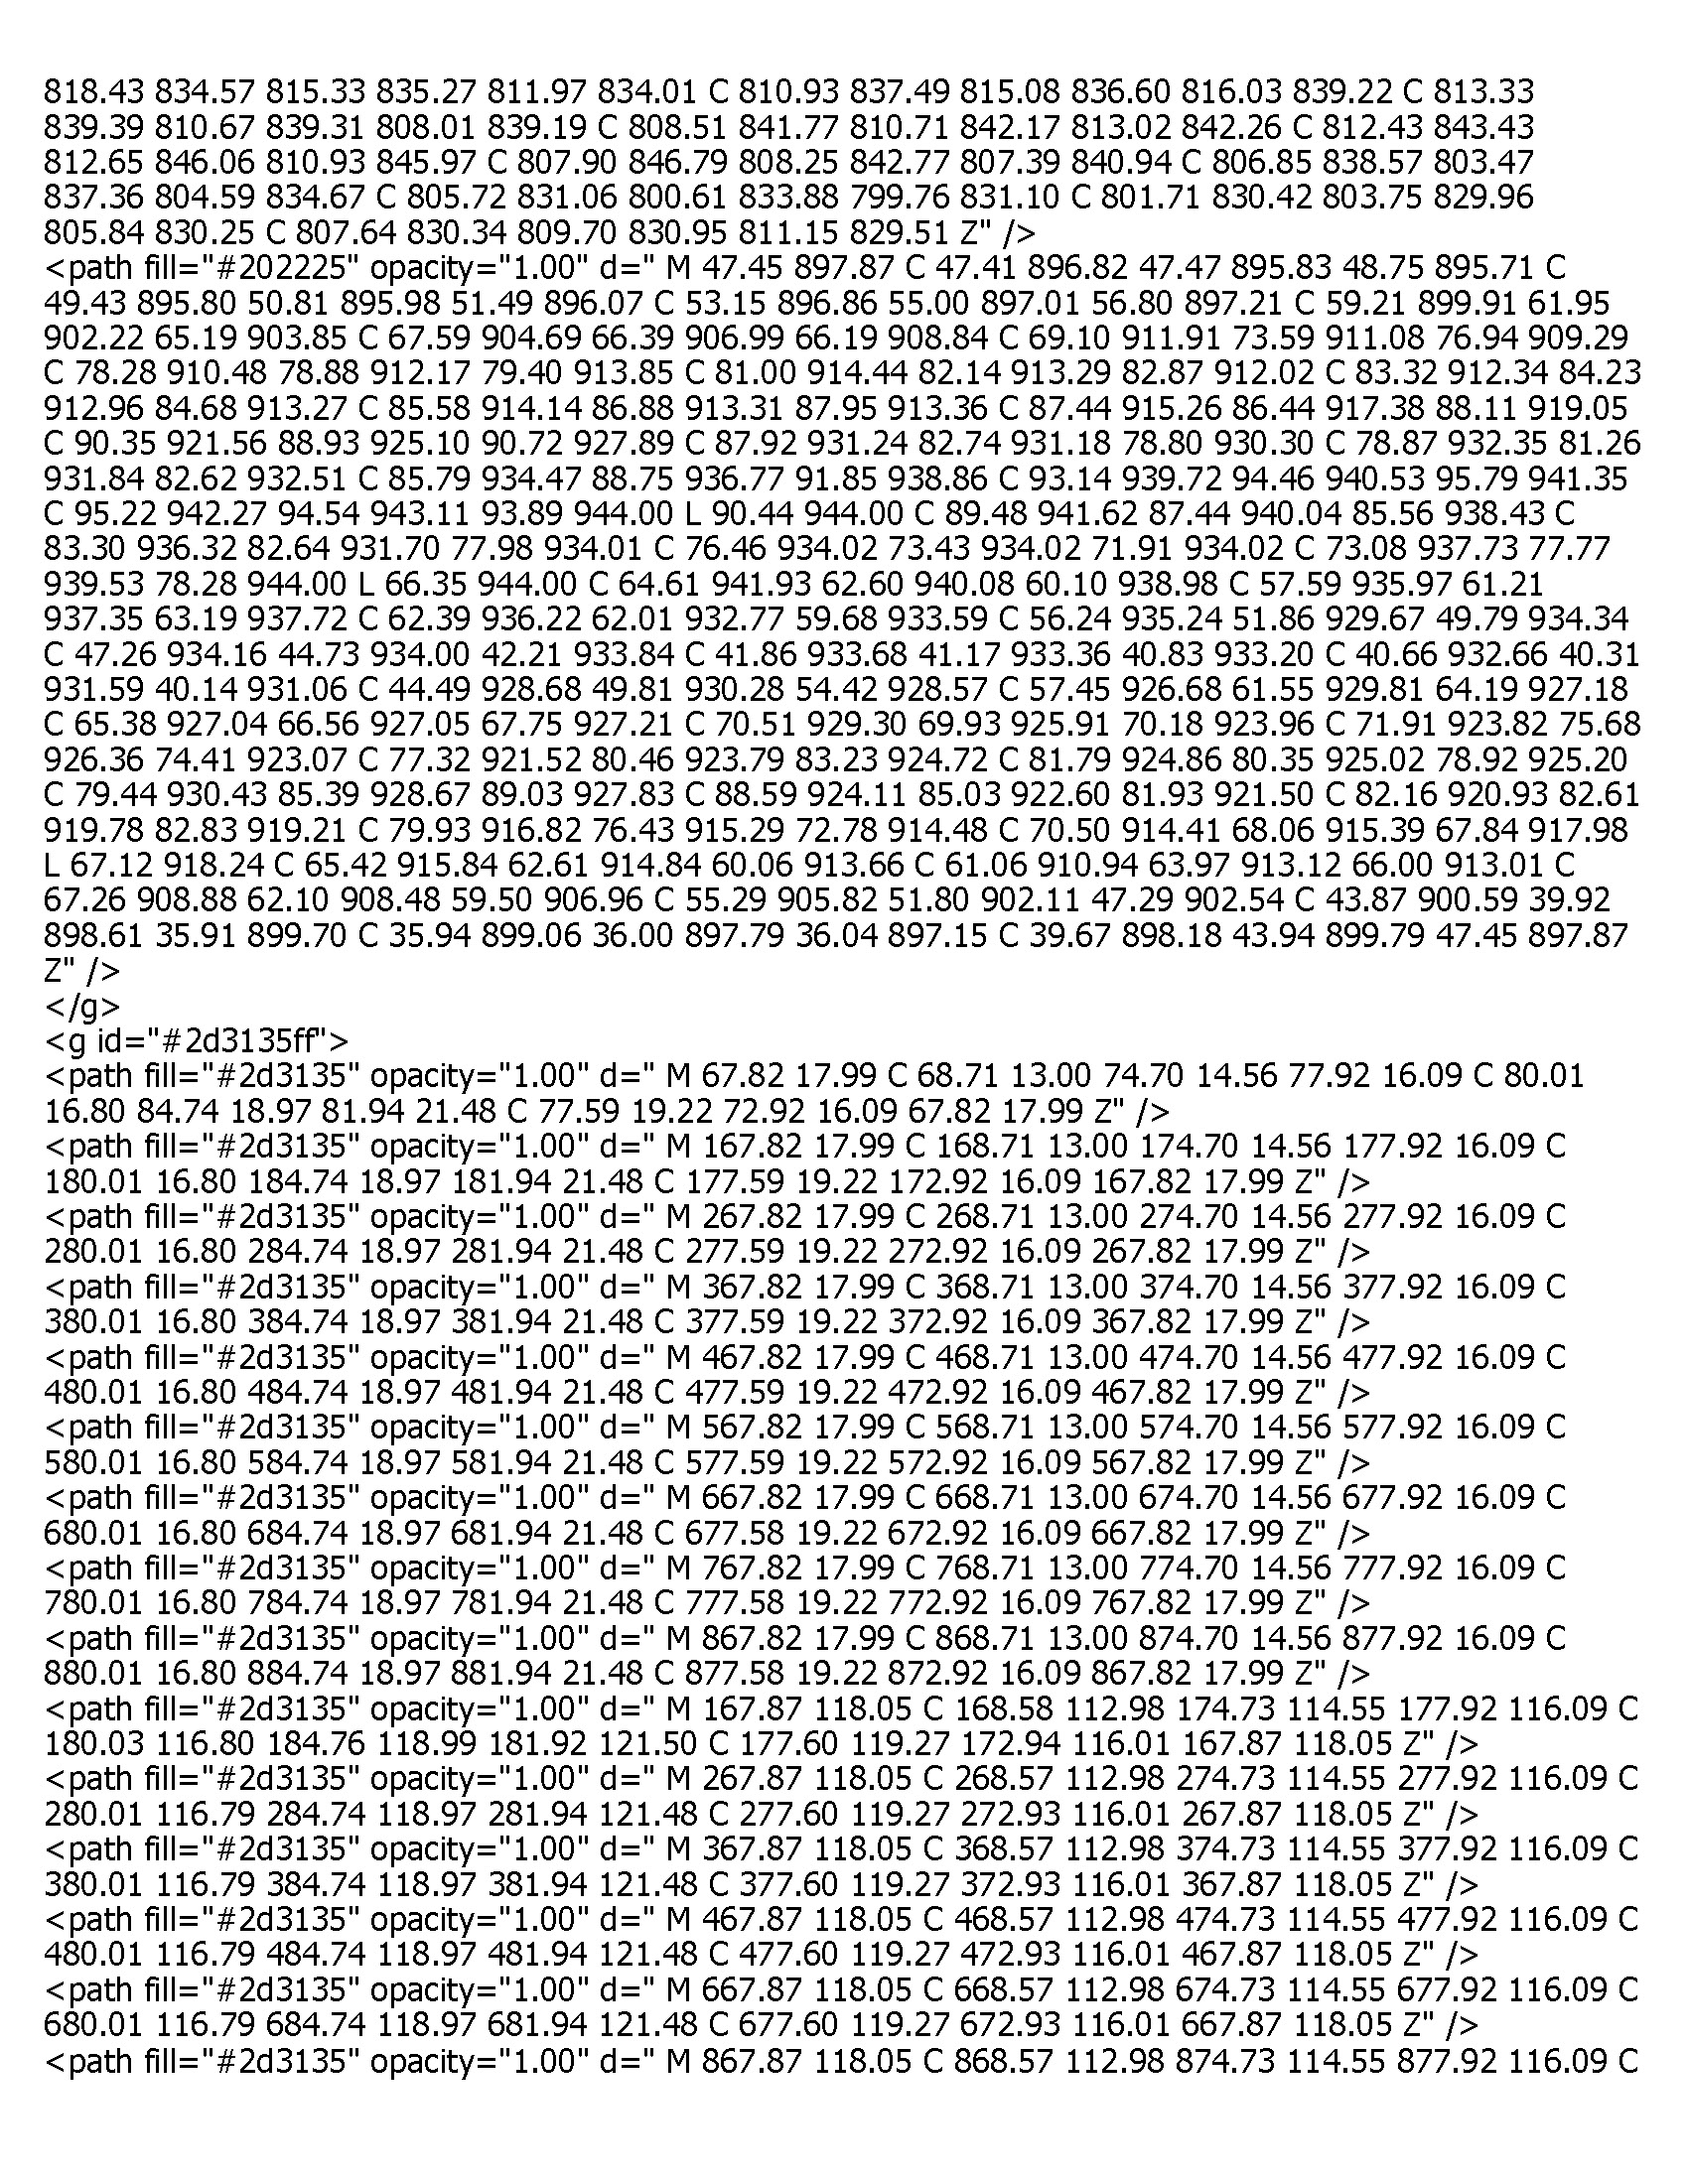 818.43 834.57 815.33 835.27 811.97 834.01 C 810.93 837.49 815.08 836.60 816.03 839.22 C 813.33
839.39 810.67 839.31 808.01 839.19 C 808.51 841.77 810.71 842.17 813.02 842.26 C 812.43 843.43
812.65 846.06 810.93 845.97 C 807.90 846.79 808.25 842.77 807.39 840.94 C 806.85 838.57 803.47
837.36 804.59 834.67 C 805.72 831.06 800.61 833.88 799.76 831.10 C 801.71 830.42 803.75 829.96
805.84 830.25 C 807.64 830.34 809.70 830.95 811.15 829.51 Z" />
<path fill="#202225" opacity="1.00" d=" M 47.45 897.87 C 47.41 896.82 47.47 895.83 48.75 895.71 C
49.43 895.80 50.81 895.98 51.49 896.07 C 53.15 896.86 55.00 897.01 56.80 897.21 C 59.21 899.91 61.95
902.22 65.19 903.85 C 67.59 904.69 66.39 906.99 66.19 908.84 C 69.10 911.91 73.59 911.08 76.94 909.29
C 78.28 910.48 78.88 912.17 79.40 913.85 C 81.00 914.44 82.14 913.29 82.87 912.02 C 83.32 912.34 84.23
912.96 84.68 913.27 C 85.58 914.14 86.88 913.31 87.95 913.36 C 87.44 915.26 86.44 917.38 88.11 919.05
C 90.35 921.56 88.93 925.10 90.72 927.89 C 87.92 931.24 82.74 931.18 78.80 930.30 C 78.87 932.35 81.26
931.84 82.62 932.51 C 85.79 934.47 88.75 936.77 91.85 938.86 C 93.14 939.72 94.46 940.53 95.79 941.35
C 95.22 942.27 94.54 943.11 93.89 944.00 L 90.44 944.00 C 89.48 941.62 87.44 940.04 85.56 938.43 C
83.30 936.32 82.64 931.70 77.98 934.01 C 76.46 934.02 73.43 934.02 71.91 934.02 C 73.08 937.73 77.77
939.53 78.28 944.00 L 66.35 944.00 C 64.61 941.93 62.60 940.08 60.10 938.98 C 57.59 935.97 61.21
937.35 63.19 937.72 C 62.39 936.22 62.01 932.77 59.68 933.59 C 56.24 935.24 51.86 929.67 49.79 934.34
C 47.26 934.16 44.73 934.00 42.21 933.84 C 41.86 933.68 41.17 933.36 40.83 933.20 C 40.66 932.66 40.31
931.59 40.14 931.06 C 44.49 928.68 49.81 930.28 54.42 928.57 C 57.45 926.68 61.55 929.81 64.19 927.18
C 65.38 927.04 66.56 927.05 67.75 927.21 C 70.51 929.30 69.93 925.91 70.18 923.96 C 71.91 923.82 75.68
926.36 74.41 923.07 C 77.32 921.52 80.46 923.79 83.23 924.72 C 81.79 924.86 80.35 925.02 78.92 925.20
C 79.44 930.43 85.39 928.67 89.03 927.83 C 88.59 924.11 85.03 922.60 81.93 921.50 C 82.16 920.93 82.61
919.78 82.83 919.21 C 79.93 916.82 76.43 915.29 72.78 914.48 C 70.50 914.41 68.06 915.39 67.84 917.98
L 67.12 918.24 C 65.42 915.84 62.61 914.84 60.06 913.66 C 61.06 910.94 63.97 913.12 66.00 913.01 C
67.26 908.88 62.10 908.48 59.50 906.96 C 55.29 905.82 51.80 902.11 47.29 902.54 C 43.87 900.59 39.92
898.61 35.91 899.70 C 35.94 899.06 36.00 897.79 36.04 897.15 C 39.67 898.18 43.94 899.79 47.45 897.87
Z" />
</g>
<g id="#2d3135ff">
<path fill="#2d3135" opacity="1.00" d=" M 67.82 17.99 C 68.71 13.00 74.70 14.56 77.92 16.09 C 80.01
16.80 84.74 18.97 81.94 21.48 C 77.59 19.22 72.92 16.09 67.82 17.99 Z" />
<path fill="#2d3135" opacity="1.00" d=" M 167.82 17.99 C 168.71 13.00 174.70 14.56 177.92 16.09 C
180.01 16.80 184.74 18.97 181.94 21.48 C 177.59 19.22 172.92 16.09 167.82 17.99 Z" />
<path fill="#2d3135" opacity="1.00" d=" M 267.82 17.99 C 268.71 13.00 274.70 14.56 277.92 16.09 C
280.01 16.80 284.74 18.97 281.94 21.48 C 277.59 19.22 272.92 16.09 267.82 17.99 Z" />
<path fill="#2d3135" opacity="1.00" d=" M 367.82 17.99 C 368.71 13.00 374.70 14.56 377.92 16.09 C
380.01 16.80 384.74 18.97 381.94 21.48 C 377.59 19.22 372.92 16.09 367.82 17.99 Z" />
<path fill="#2d3135" opacity="1.00" d=" M 467.82 17.99 C 468.71 13.00 474.70 14.56 477.92 16.09 C
480.01 16.80 484.74 18.97 481.94 21.48 C 477.59 19.22 472.92 16.09 467.82 17.99 Z" />
<path fill="#2d3135" opacity="1.00" d=" M 567.82 17.99 C 568.71 13.00 574.70 14.56 577.92 16.09 C
580.01 16.80 584.74 18.97 581.94 21.48 C 577.59 19.22 572.92 16.09 567.82 17.99 Z" />
<path fill="#2d3135" opacity="1.00" d=" M 667.82 17.99 C 668.71 13.00 674.70 14.56 677.92 16.09 C
680.01 16.80 684.74 18.97 681.94 21.48 C 677.58 19.22 672.92 16.09 667.82 17.99 Z" />
<path fill="#2d3135" opacity="1.00" d=" M 767.82 17.99 C 768.71 13.00 774.70 14.56 777.92 16.09 C
780.01 16.80 784.74 18.97 781.94 21.48 C 777.58 19.22 772.92 16.09 767.82 17.99 Z" />
<path fill="#2d3135" opacity="1.00" d=" M 867.82 17.99 C 868.71 13.00 874.70 14.56 877.92 16.09 C
880.01 16.80 884.74 18.97 881.94 21.48 C 877.58 19.22 872.92 16.09 867.82 17.99 Z" />
<path fill="#2d3135" opacity="1.00" d=" M 167.87 118.05 C 168.58 112.98 174.73 114.55 177.92 116.09 C
180.03 116.80 184.76 118.99 181.92 121.50 C 177.60 119.27 172.94 116.01 167.87 118.05 Z" />
<path fill="#2d3135" opacity="1.00" d=" M 267.87 118.05 C 268.57 112.98 274.73 114.55 277.92 116.09 C
280.01 116.79 284.74 118.97 281.94 121.48 C 277.60 119.27 272.93 116.01 267.87 118.05 Z" />
<path fill="#2d3135" opacity="1.00" d=" M 367.87 118.05 C 368.57 112.98 374.73 114.55 377.92 116.09 C
380.01 116.79 384.74 118.97 381.94 121.48 C 377.60 119.27 372.93 116.01 367.87 118.05 Z" />
<path fill="#2d3135" opacity="1.00" d=" M 467.87 118.05 C 468.57 112.98 474.73 114.55 477.92 116.09 C
480.01 116.79 484.74 118.97 481.94 121.48 C 477.60 119.27 472.93 116.01 467.87 118.05 Z" />
<path fill="#2d3135" opacity="1.00" d=" M 667.87 118.05 C 668.57 112.98 674.73 114.55 677.92 116.09 C
680.01 116.79 684.74 118.97 681.94 121.48 C 677.60 119.27 672.93 116.01 667.87 118.05 Z" />
<path fill="#2d3135" opacity="1.00" d=" M 867.87 118.05 C 868.57 112.98 874.73 114.55 877.92 116.09 C